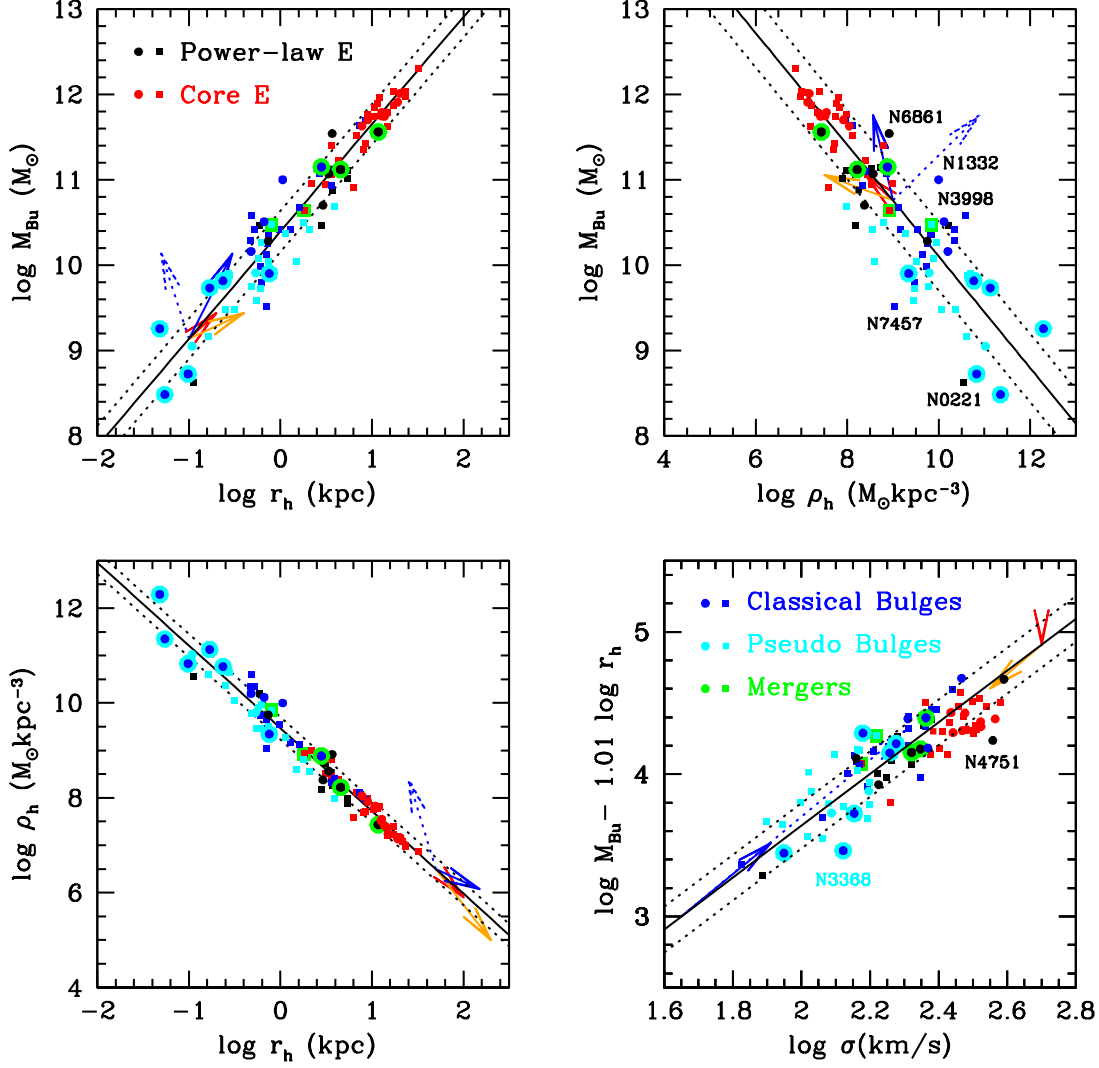 13
12
11
10
9
8
log M_Bu (M_⊙)
Power-law E
Core E
-2
-1
0
1
2
log r_h (kpc)
13
12
11
10
9
8
log M_Bu (M_⊙)
N6861
N1332
N3998
N7457
N0221
4
6
8
10
12
log ρ_h (M_⊙kpc⁻³)
12
10
8
6
4
log ρ_h (M_⊙kpc⁻³)
-2
-1
0
1
2
log r_h (kpc)
5
4
3
log M_Bu - 1.01 log r_h
Classical Bulges
Pseudo Bulges
Mergers
N4751
N3368
1.6
1.8
2
2.2
2.4
2.6
2.8
log σ(km/s)